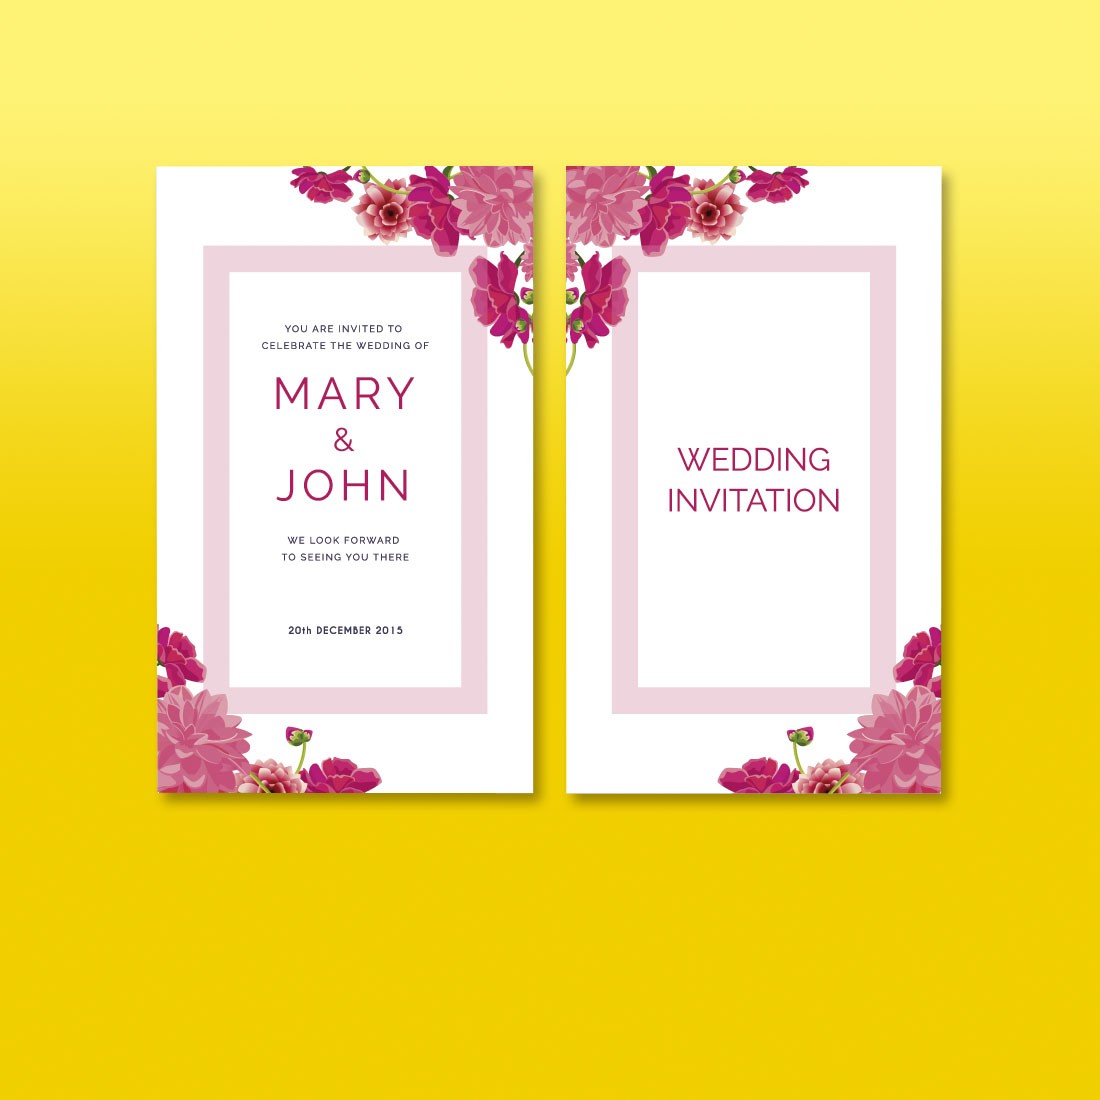 YOU ARE INVITED TO
CELEBRATE THE WEDDING OF
MARY
&
JOHN
WE LOOK FORWARD
TO SEEING YOU THERE
20th DECEMBER 2015
WEDDING
INVITATION